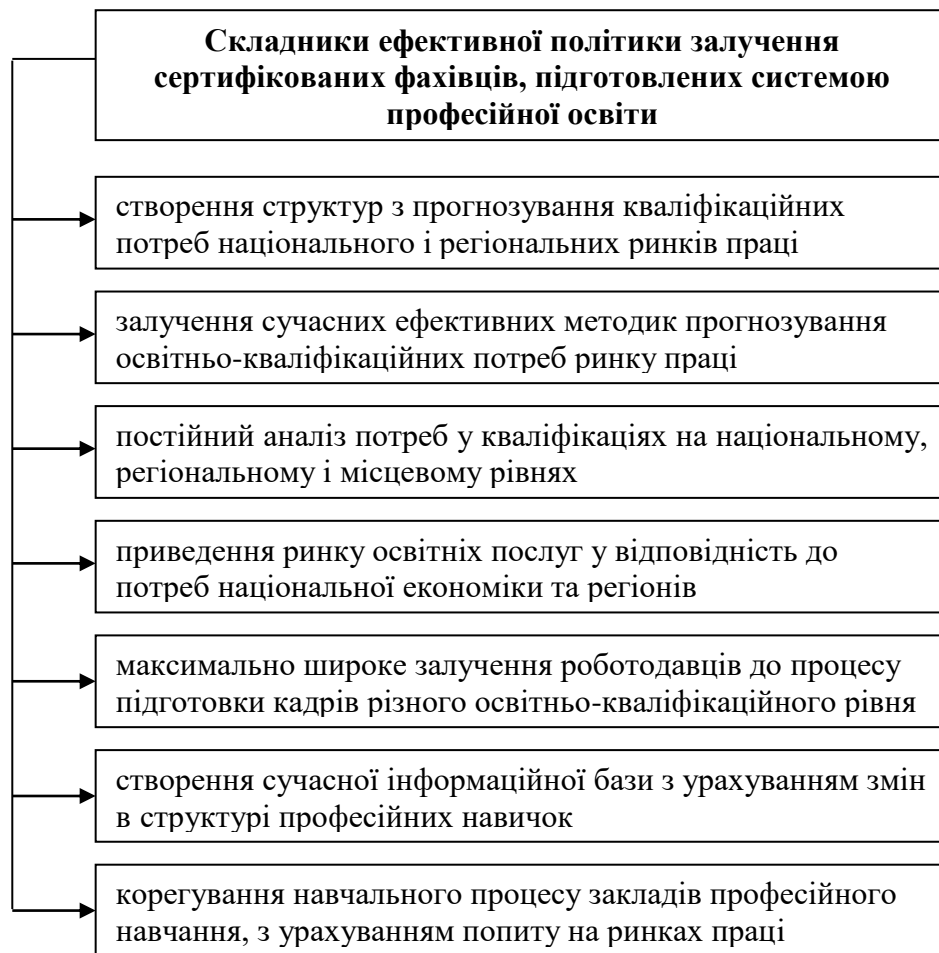 Складники ефективної політики залучення
сертифікованих фахівців, підготовлених системою
професійної освіти
створення структур з прогнозування кваліфікаційних
потреб національного і регіональних ринків праці
залучення сучасних ефективних методик прогнозування
освітньо-кваліфікаційних потреб ринку праці
постійний аналіз потреб у кваліфікаціях на національному,
регіональному і місцевому рівнях
приведення ринку освітніх послуг у відповідність до
потреб національної економіки та регіонів
максимально широке залучення роботодавців до процесу
підготовки кадрів різного освітньо-кваліфікаційного рівня
створення сучасної інформаційної бази з урахуванням змін
в структурі професійних навичок
корегування навчального процесу закладів професійного
навчання, з урахуванням попиту на ринках праці